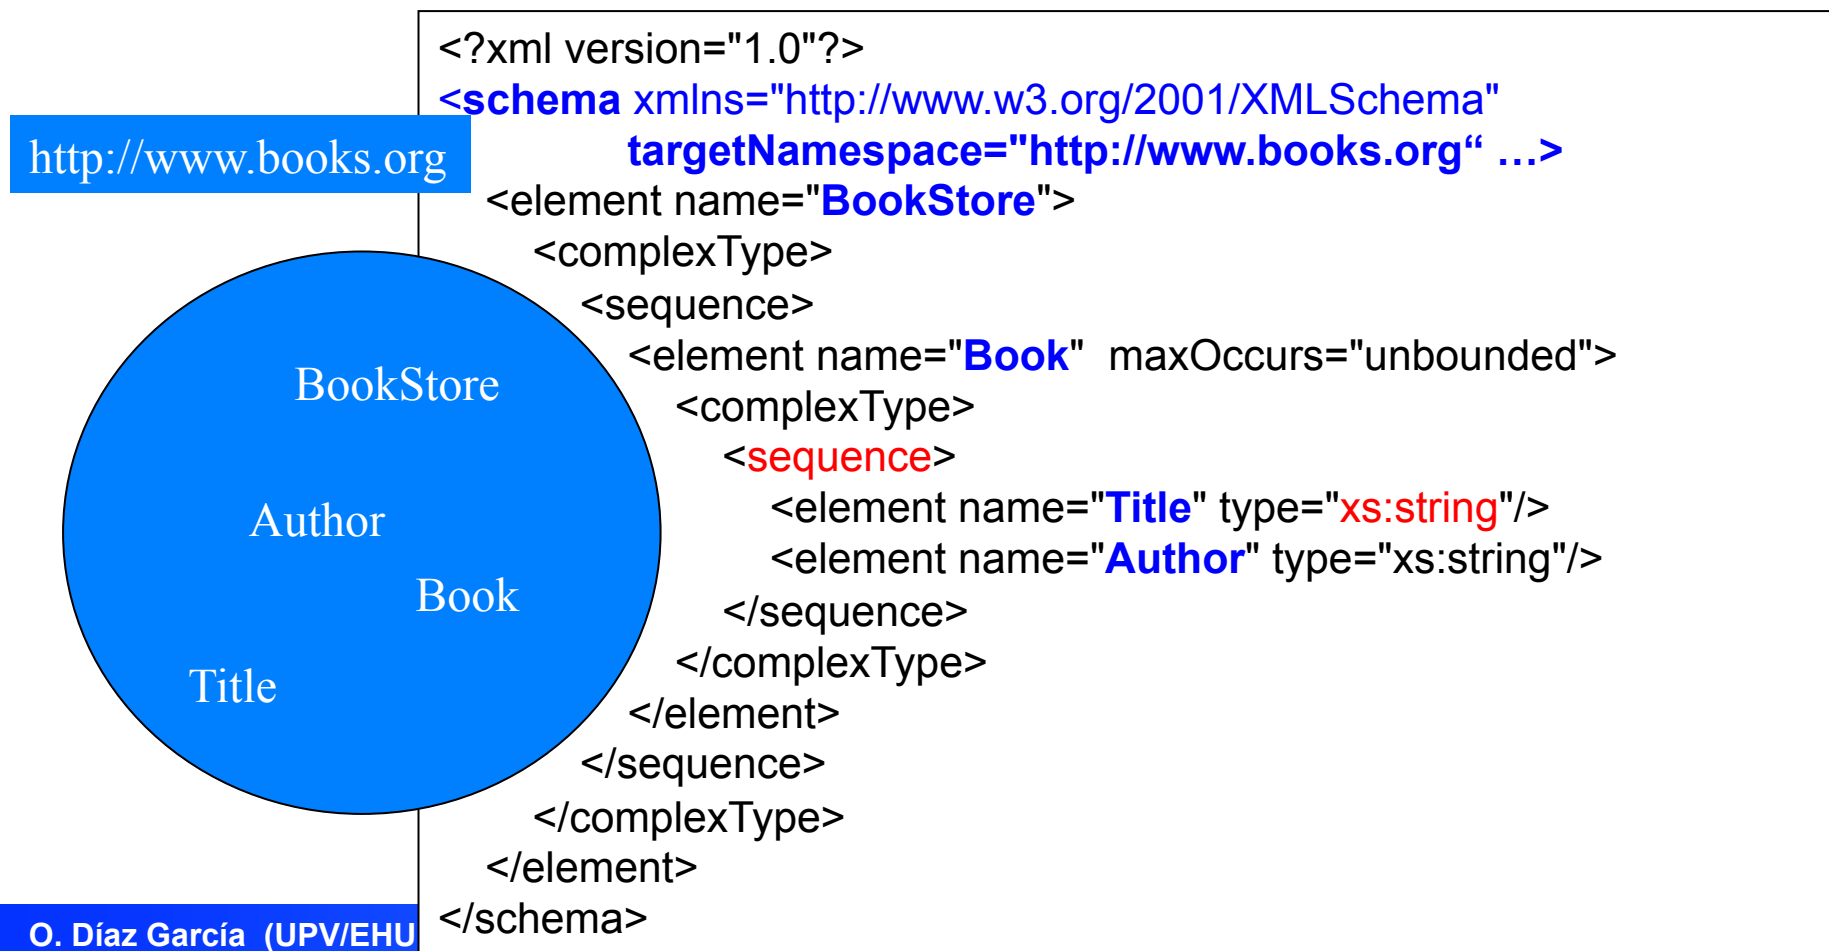 <?xml version="1.0"?>
<schema xmlns="http://www.w3.org/2001/XMLSchema"
targetNamespace="http://www.books.org“ …>
<element name="BookStore">
<complexType>
<sequence>
<element name="Book" maxOccurs="unbounded">
<complexType>
<sequence>
<element name="Title" type="xs:string"/>
<element name="Author" type="xs:string"/>
</sequence>
</complexType>
</element>
</sequence>
</complexType>
</element>
</schema>
http://www.books.org
BookStore
Author
Book
Title
O. Díaz García (UPV/EHU